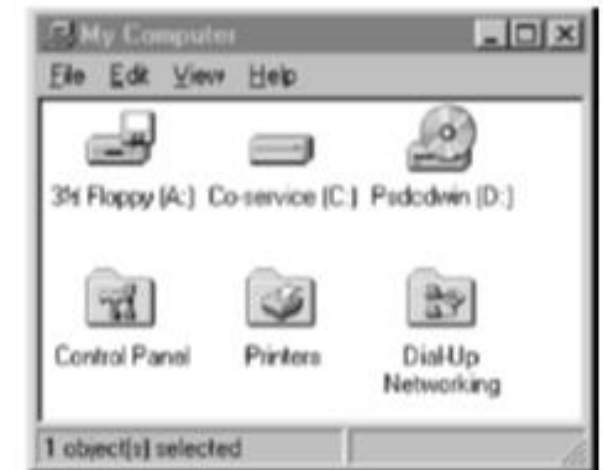 My Computer
File Edit View Help
3½ Floppy (A:) Co-service (C:) Psdcdwin (D:)
Control Panel Printers Dial-Up
Networking
1 object(s) selected